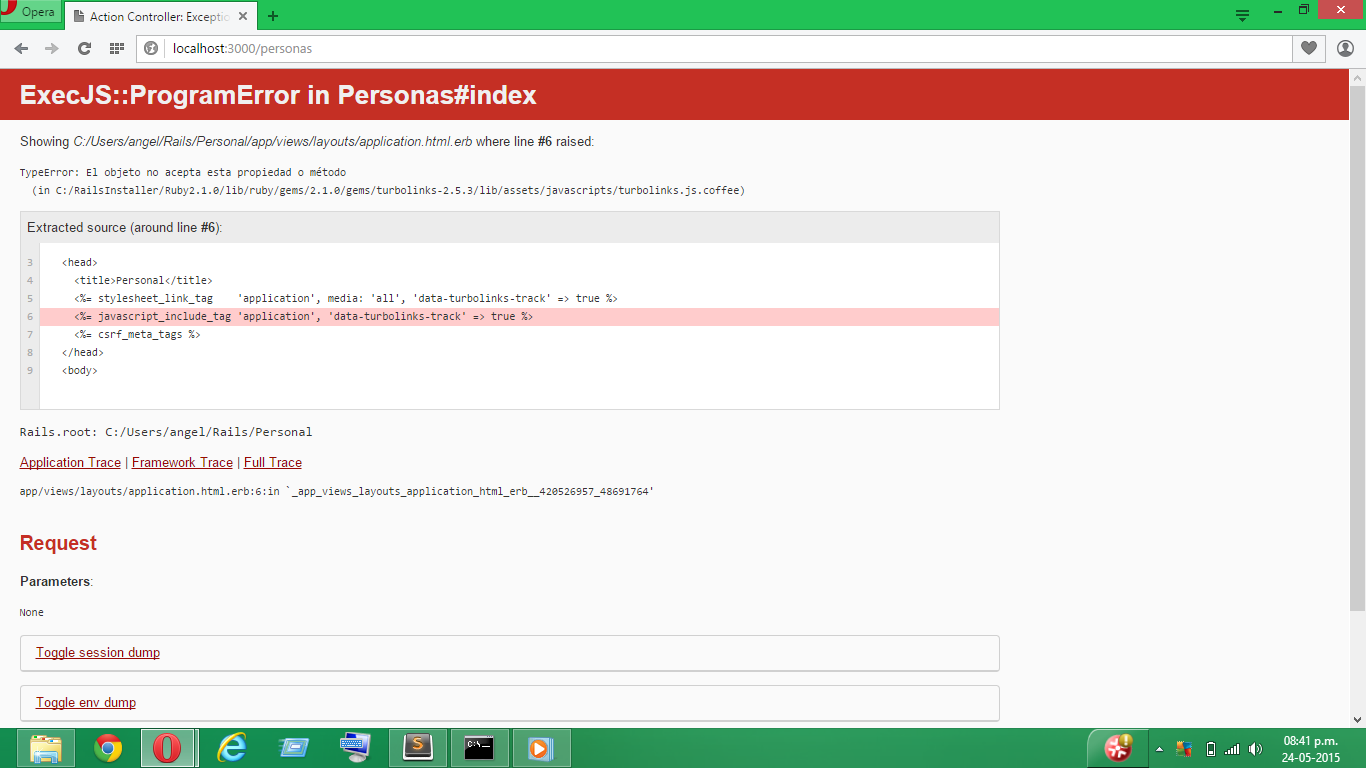 Opera
Action Controller: Exceptio
localhost:3000/personas
ExecJS::ProgramError in Personas#index
Showing C:/Users/angel/Rails/Personal/app/views/layouts/application.html.erb where line #6 raised:
TypeError: El objeto no acepta esta propiedad o método
(in C:/RailsInstaller/Ruby2.1.0/lib/ruby/gems/2.1.0/gems/turbolinks-2.5.3/lib/assets/javascripts/turbolinks.js.coffee)
Extracted source (around line #6):
3 <head>
4 <title>Personal</title>
5 <%= stylesheet_link_tag    'application', media: 'all', 'data-turbolinks-track' => true %>
6 <%= javascript_include_tag 'application', 'data-turbolinks-track' => true %>
7 <%= csrf_meta_tags %>
8 </head>
9 <body>
Rails.root: C:/Users/angel/Rails/Personal
Application Trace | Framework Trace | Full Trace
app/views/layouts/application.html.erb:6:in `_app_views_layouts_application_html_erb__420526957_48691764'
Request
Parameters:
None
Toggle session dump
Toggle env dump
C:\_
08:41 p.m.
24-05-2015